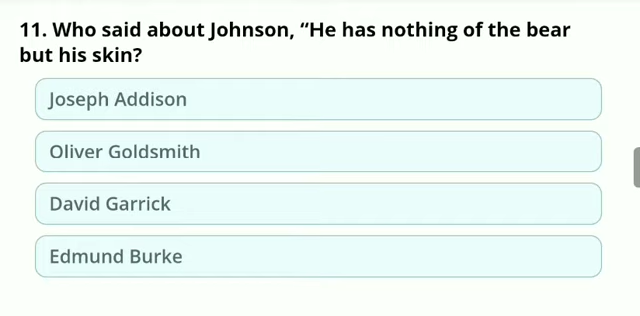 11. Who said about Johnson, “He has nothing of the bear
but his skin?
Joseph Addison
Oliver Goldsmith
David Garrick
Edmund Burke